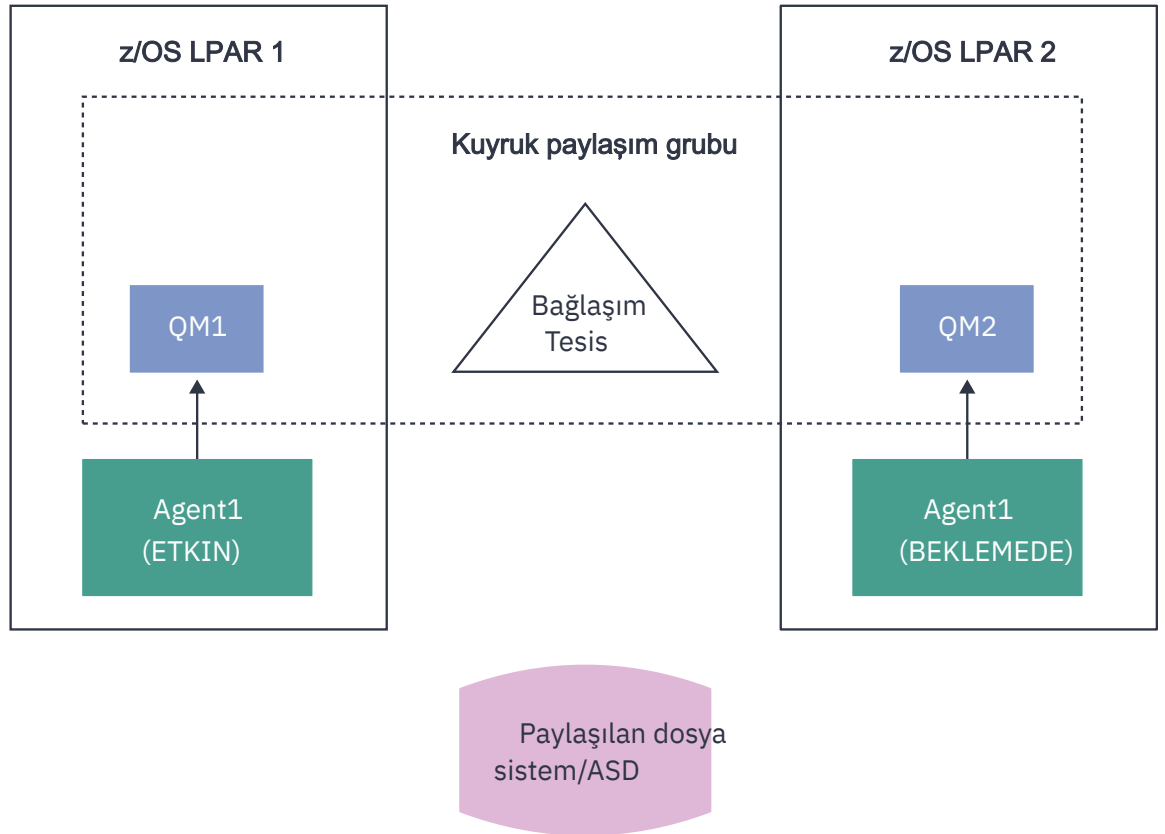 z/OS LPAR 1
z/OS LPAR 2
Kuyruk paylaşım grubu
Bağlaşım
Tesis
QM1
QM2
Agent1
(ETKIN)
Agent1
(BEKLEMEDE)
Paylaşılan dosya
sistem/ASD